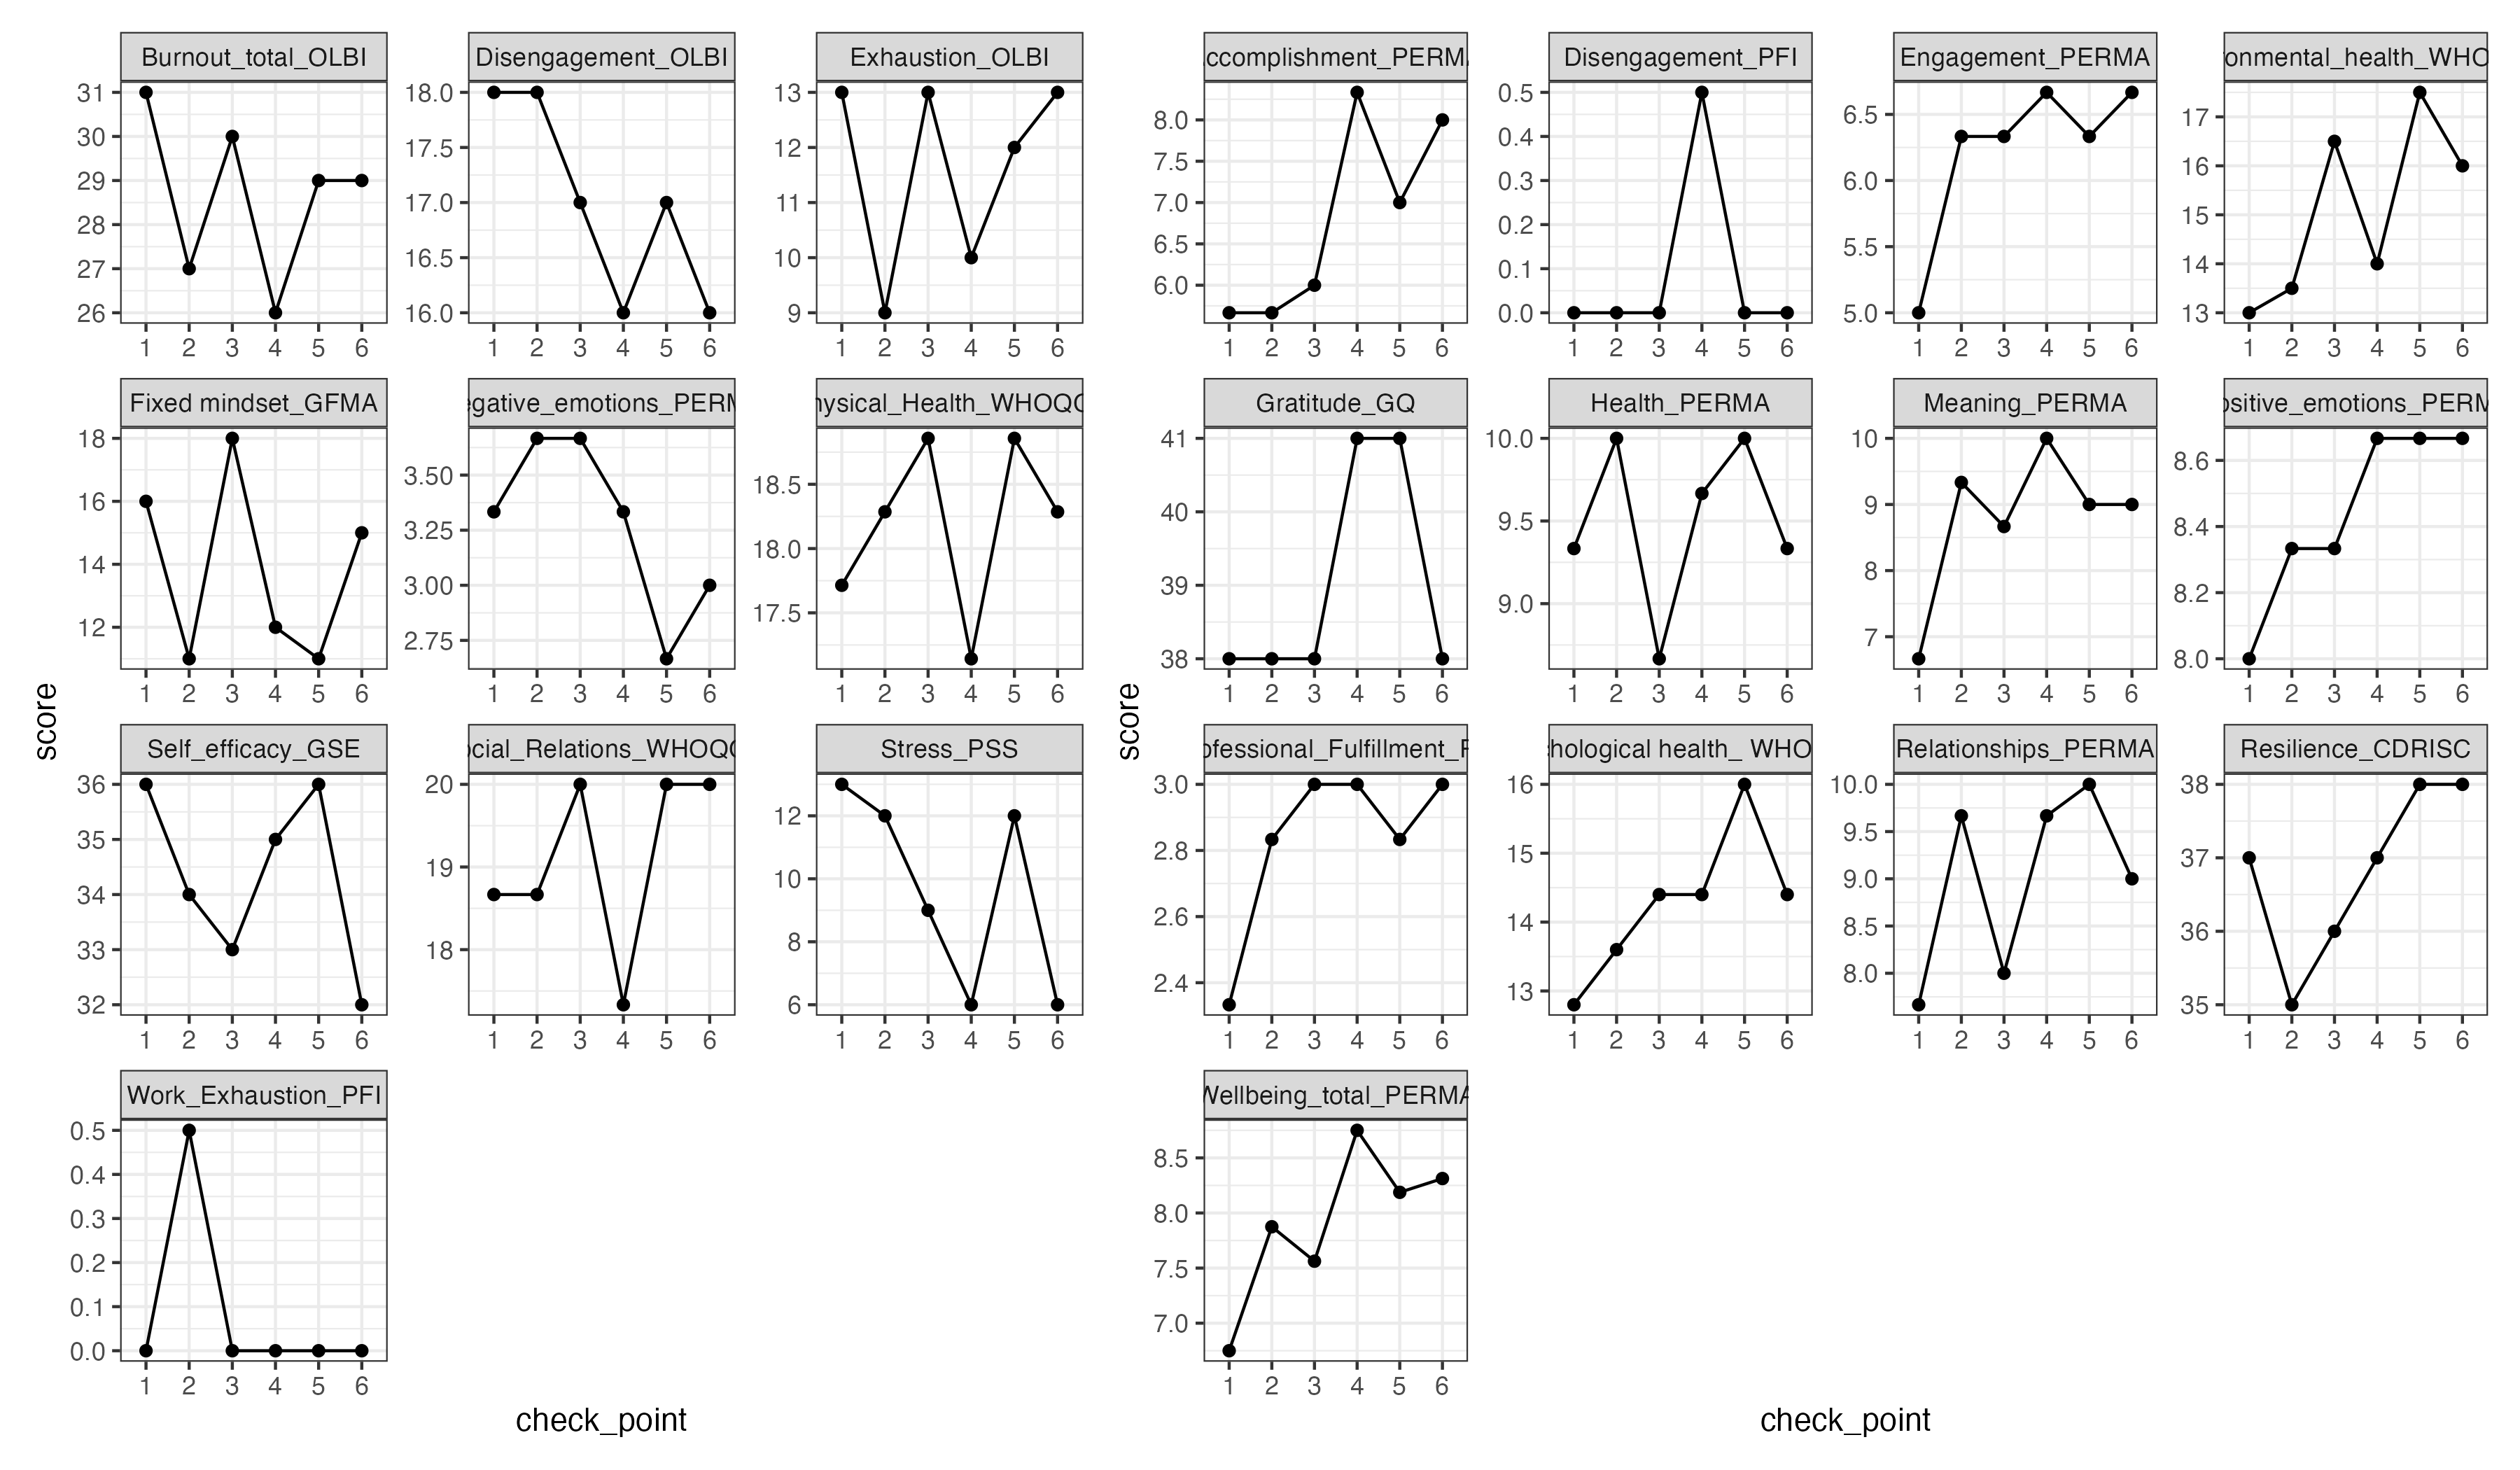 Burnout_total_OLBI
31
30
29
28
27
26
1 2 3 4 5 6
Disengagement_OLBI
18.0
17.5
17.0
16.5
16.0
1 2 3 4 5 6
Exhaustion_OLBI
13
12
11
10
9
1 2 3 4 5 6
Fixed mindset_GFMA
18
16
14
12
1 2 3 4 5 6
egative_emotions_PERM
3.50
3.25
3.00
2.75
1 2 3 4 5 6
hysical_Health_WHOQO
18.5
18.0
17.5
1 2 3 4 5 6
score
Self_efficacy_GSE
36
35
34
33
32
1 2 3 4 5 6
ocial_Relations_WHOQO
20
19
18
1 2 3 4 5 6
Stress_PSS
12
10
8
6
1 2 3 4 5 6
Work_Exhaustion_PFI
0.5
0.4
0.3
0.2
0.1
0.0
1 2 3 4 5 6
check_point
ccomplishment_PERMA
8.0
7.5
7.0
6.5
6.0
1 2 3 4 5 6
Disengagement_PFI
0.5
0.4
0.3
0.2
0.1
0.0
1 2 3 4 5 6
Engagement_PERMA
6.5
6.0
5.5
5.0
1 2 3 4 5 6
onmental_health_WHO
17
16
15
14
13
1 2 3 4 5 6
Gratitude_GQ
41
40
39
38
1 2 3 4 5 6
Health_PERMA
10.0
9.5
9.0
1 2 3 4 5 6
Meaning_PERMA
10
9
8
7
1 2 3 4 5 6
ositive_emotions_PERM
8.6
8.4
8.2
8.0
1 2 3 4 5 6
score
ofessional_Fulfillment_P
3.0
2.8
2.6
2.4
1 2 3 4 5 6
chological health_ WHO
16
15
14
13
1 2 3 4 5 6
Relationships_PERMA
10.0
9.5
9.0
8.5
8.0
1 2 3 4 5 6
Resilience_CDRISC
38
37
36
35
1 2 3 4 5 6
Wellbeing_total_PERMA
8.5
8.0
7.5
7.0
1 2 3 4 5 6
check_point